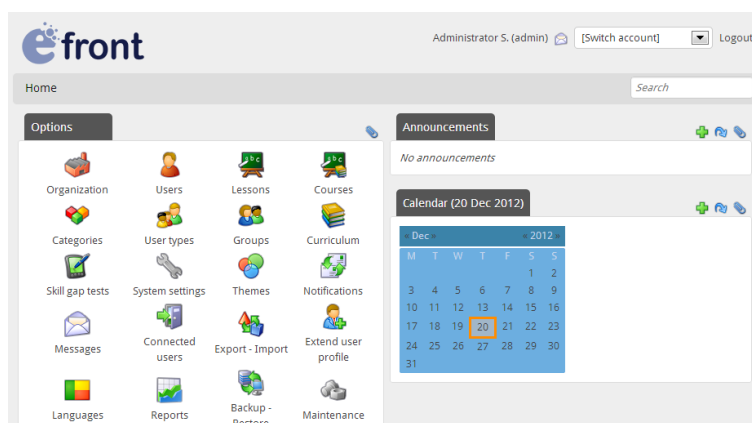 efront
Administrator S. (admin) [Switch account] Logout
Home Search
Options
Organization Users Lessons Courses
Categories User types Groups Curriculum
Skill gap tests System settings Themes Notifications
Messages Connected users Export - Import Extend user profile
Languages Reports Backup - Restore Maintenance
Announcements
No announcements
Calendar (20 Dec 2012)
« Dec » « 2012 »
M T W T F S S
1 2
3 4 5 6 7 8 9
10 11 12 13 14 15 16
17 18 19 20 21 22 23
24 25 26 27 28 29 30
31